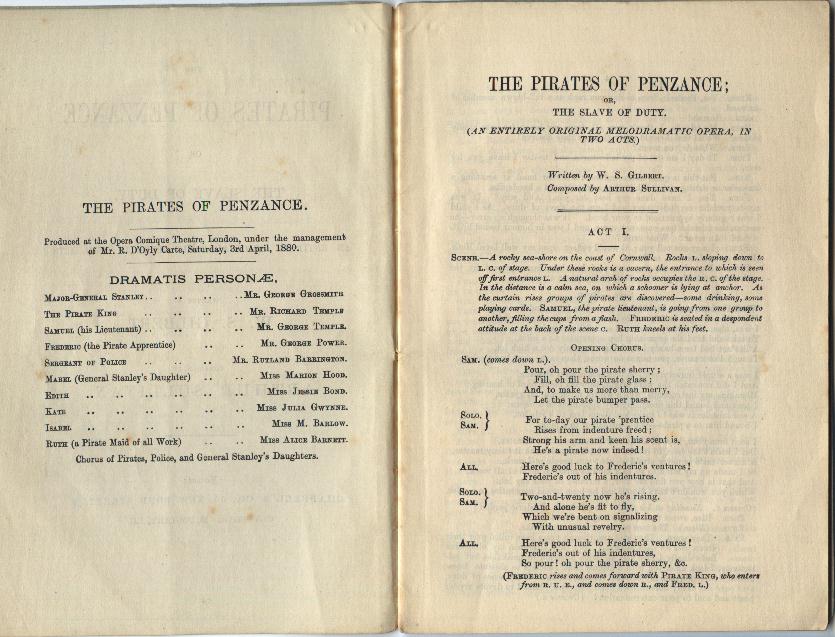 THE PIRATES OF PENZANCE.
Produced at the Opera Comique Theatre, London, under the management
of Mr. R. D'Oyly Carte, Saturday, 3rd April, 1880.
DRAMATIS PERSONÆ,
MAJOR-GENERAL STANLEY.. .. .. .. MR. GEORGE GROSSMITH
THE PIRATE KING .. .. .. .. MR. RICHARD TEMPLE
SAMUEL (his Lieutenant) .. .. .. .. MR. GEORGE TEMPLE.
FREDERIC (the Pirate Apprentice) .. .. MR. GEORGE POWER.
SERGEANT OF POLICE .. .. .. MR. RUTLAND BARRINGTON.
MABEL (General Stanley's Daughter) .. .. MISS MARION HOOD.
EDITH .. .. .. .. .. MISS JESSIE BOND.
KATE .. .. .. .. .. MISS JULIA GWYNNE.
ISABEL .. .. .. .. .. MISS M. BARLOW.
RUTH (a Pirate Maid of all Work) .. .. MISS ALICE BARNETT.
Chorus of Pirates, Police, and General Stanley's Daughters.
THE PIRATES OF PENZANCE;
OR,
THE SLAVE OF DUTY.
(AN ENTIRELY ORIGINAL MELODRAMATIC OPERA, IN
TWO ACTS.)
Written by W. S. GILBERT.
Composed by ARTHUR SULLIVAN.
ACT I.
SCENE.—A rocky sea-shore on the coast of Cornwall. Rocks L. sloping down to
L. C. of stage. Under these rocks is a cavern, the entrance to which is seen
off first entrance L. A natural arch of rocks occupies the R. C. of the stage.
In the distance is a calm sea, on which a schooner is lying at anchor. As
the curtain rises groups of pirates are discovered—some drinking, some
playing cards. SAMUEL, the pirate lieutenant, is going from one group to
another, filling the cups from a flask. FREDERIC is seated in a despondent
attitude at the back of the scene C. RUTH kneels at his feet.
OPENING CHORUS.
SAM. (comes down L.).
Pour, oh pour the pirate sherry;
Fill, oh fill the pirate glass;
And, to make us more than merry,
Let the pirate bumper pass.
SOLO. SAM. } For to-day our pirate 'prentice
Rises from indenture freed;
Strong his arm and keen his scent is,
He's a pirate now indeed!
ALL. Here's good luck to Frederic's ventures!
Frederic's out of his indentures.
SOLO. SAM. } Two-and-twenty now he's rising,
And alone he's fit to fly,
Which we're bent on signalizing
With unusual revelry.
ALL. Here's good luck to Frederic's ventures!
Frederic's out of his indentures,
So pour! oh pour the pirate sherry, &c.
(FREDERIC rises and comes forward with PIRATE KING, who enters
from R. U. E., and comes down R., and FRED. L.)